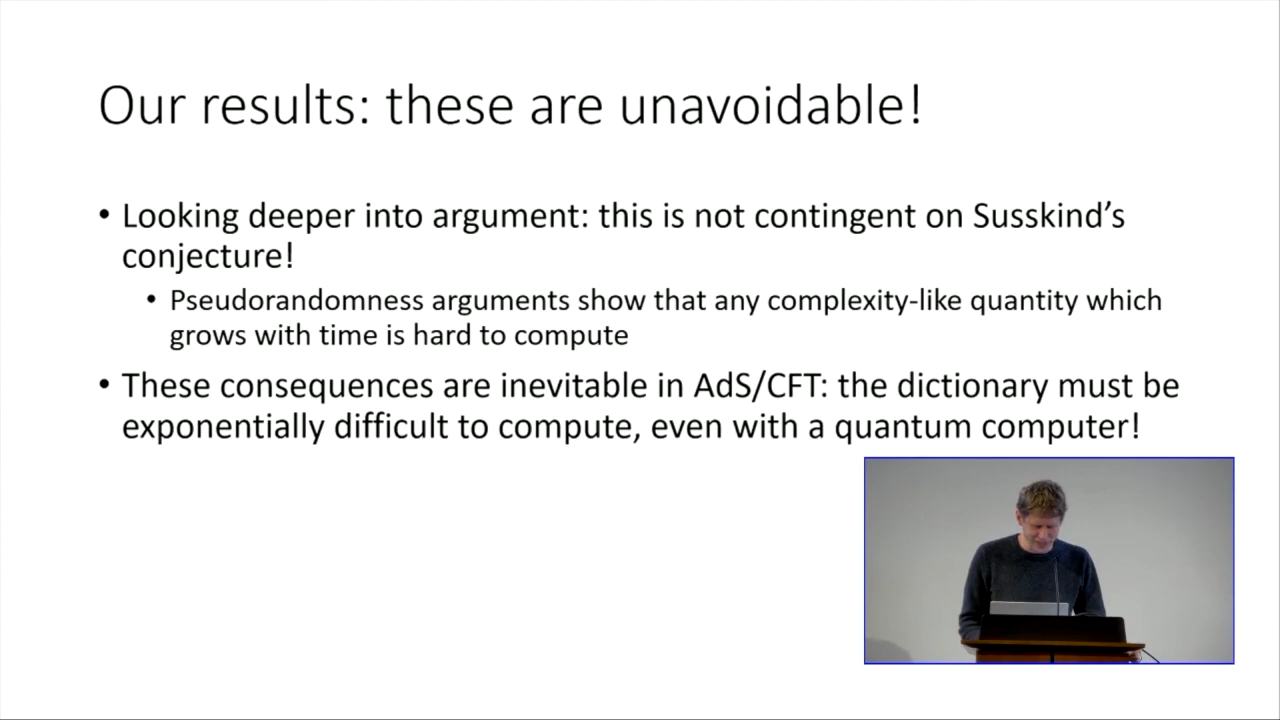 Our results: these are unavoidable!
• Looking deeper into argument: this is not contingent on Susskind’s
conjecture!
• Pseudorandomness arguments show that any complexity-like quantity which
grows with time is hard to compute
• These consequences are inevitable in AdS/CFT: the dictionary must be
exponentially difficult to compute, even with a quantum computer!